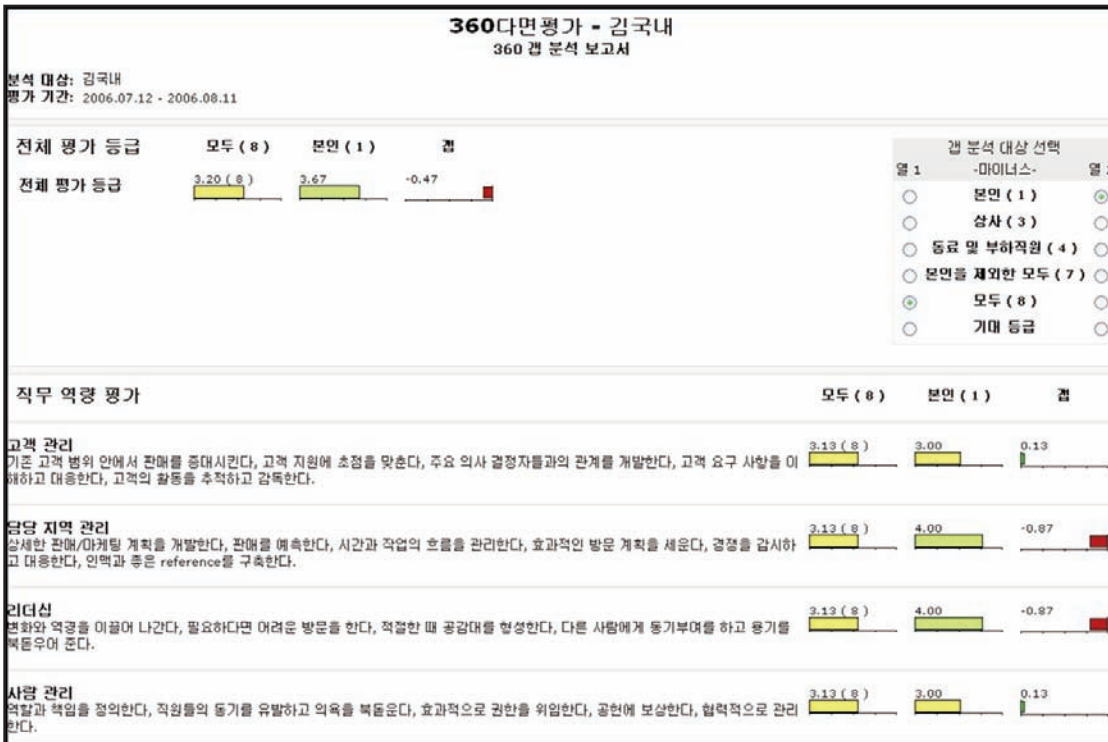 360다면평가 - 김국내
360 갭 분석 보고서
분석 대상: 김국내
평가 기간: 2006.07.12 - 2006.08.11
전체 평가 등급 모두 ( 8 ) 본인 ( 1 ) 갭
전체 평가 등급 3.20 ( 8 ) 3.67 -0.47
갭 분석 대상 선택
열 1 -마이너스- 열
본인 ( 1 )
상사 ( 3 )
동료 및 부하직원 ( 4 )
본인을 제외한 모두 ( 7 )
모두 ( 8 )
기대 등급
직무 역량 평가 모두 ( 8 ) 본인 ( 1 ) 갭
고객 관리 3.13 ( 8 ) 3.00 0.13
기존 고객 범위 안에서 판매를 증대시킨다, 고객 지원에 초점을 맞춘다, 주요 의사 결정자들과의 관계를 개발한다, 고객 요구 사항을 이
해하고 대응한다, 고객의 활동을 추적하고 감독한다.
담당 지역 관리 3.13 ( 8 ) 4.00 -0.87
상세한 판매/마케팅 계획을 개발한다, 판매를 예측한다, 시간과 작업의 흐름을 관리한다, 효과적인 방문 계획을 세운다, 경쟁을 감시하
고 대응한다, 인맥과 좋은 reference를 구축한다.
리더십 3.13 ( 8 ) 4.00 -0.87
변화와 역경을 이끌어 나간다, 필요하다면 어려운 방문을 한다, 적절한 때 공감대를 형성한다, 다른 사람에게 동기부여를 하고 용기를
북돋우어 준다.
사람 관리 3.13 ( 8 ) 3.00 0.13
역할과 책임을 정의한다, 직원들의 동기를 유발하고 의욕을 북돋운다, 효과적으로 권한을 위임한다, 공헌에 보상한다, 협력적으로 관리
한다.